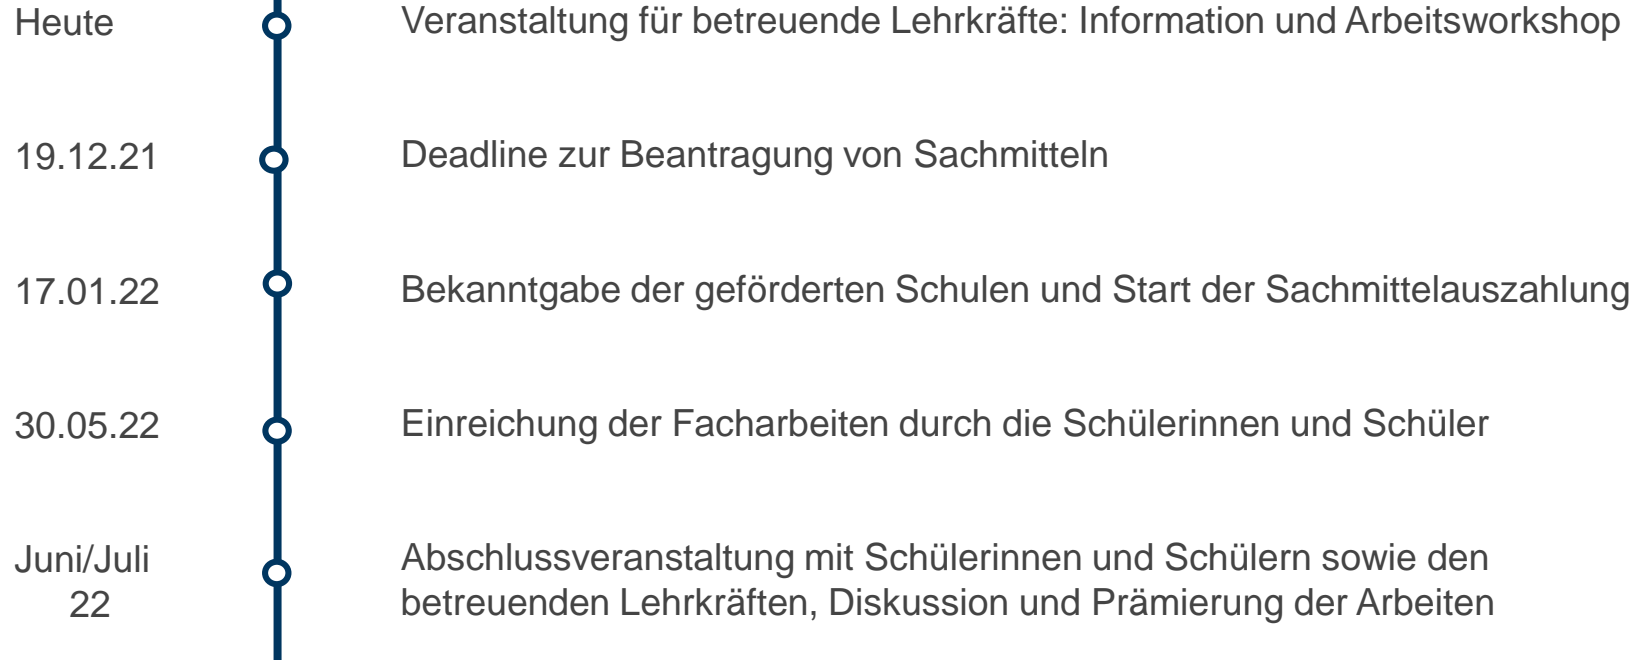 Heute
Veranstaltung für betreuende Lehrkräfte: Information und Arbeitsworkshop
19.12.21
Deadline zur Beantragung von Sachmitteln
17.01.22
Bekanntgabe der geförderten Schulen und Start der Sachmittelauszahlung
30.05.22
Einreichung der Facharbeiten durch die Schülerinnen und Schüler
Juni/Juli
22
Abschlussveranstaltung mit Schülerinnen und Schülern sowie den
betreuenden Lehrkräften, Diskussion und Prämierung der Arbeiten